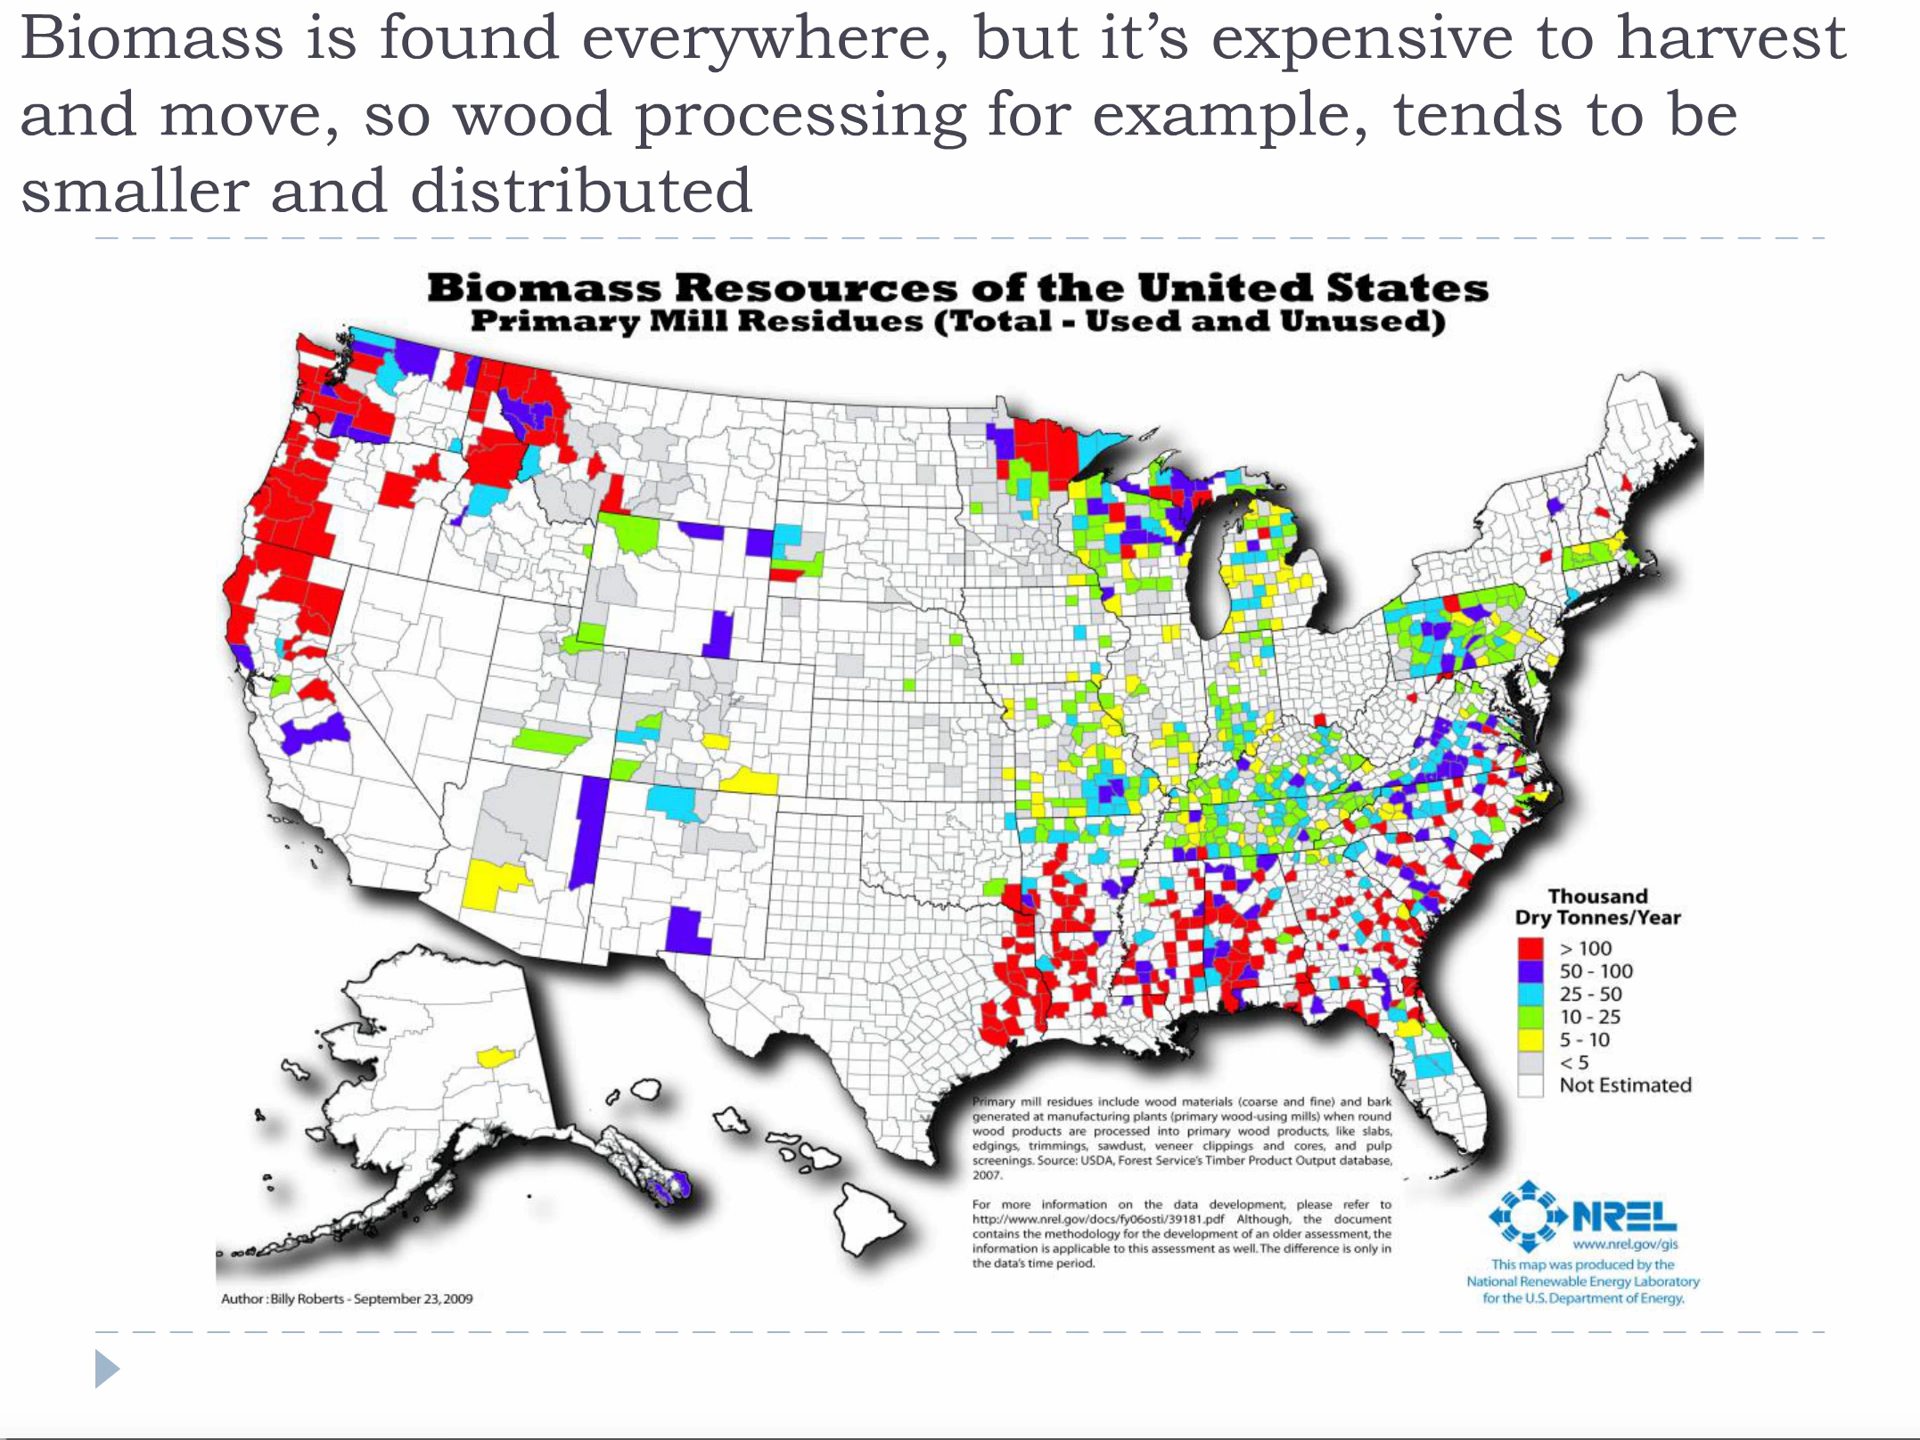 Biomass is found everywhere, but it’s expensive to harvest
and move, so wood processing for example, tends to be
smaller and distributed
Biomass Resources of the United States
Primary Mill Residues (Total - Used and Unused)
Thousand
Dry Tonnes/Year
> 100
50 - 100
25 - 50
10 - 25
5 - 10
< 5
Not Estimated
Primary mill residues include wood materials (coarse and fine) and bark
generated at manufacturing plants (primary wood-using mills) when round
wood products are processed into primary wood products, like slabs,
edgings, trimmings, sawdust, veneer clippings and cores, and pulp
screenings. Source: USDA, Forest Service's Timber Product Output database,
2007.
For more information on the data development, please refer to
http://www.nrel.gov/docs/fy06osti/39181.pdf Although, the document
contains the methodology for the development of an older assessment, the
information is applicable to this assessment as well. The difference is only in
the data's time period.
NREL
www.nrel.gov/gis
This map was produced by the
National Renewable Energy Laboratory
for the U.S. Department of Energy.
Author : Billy Roberts - September 23, 2009